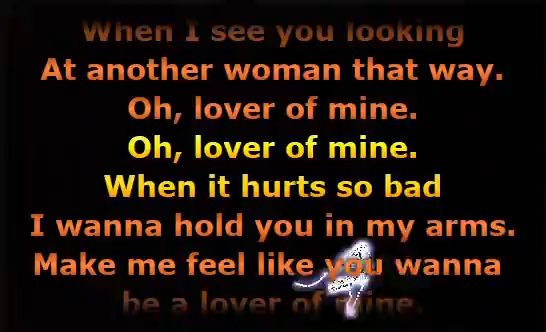 When I see you looking
At another woman that way.
Oh, lover of mine.
Oh, lover of mine.
When it hurts so bad
I wanna hold you in my arms.
Make me feel like you wanna
be a lover of mine.